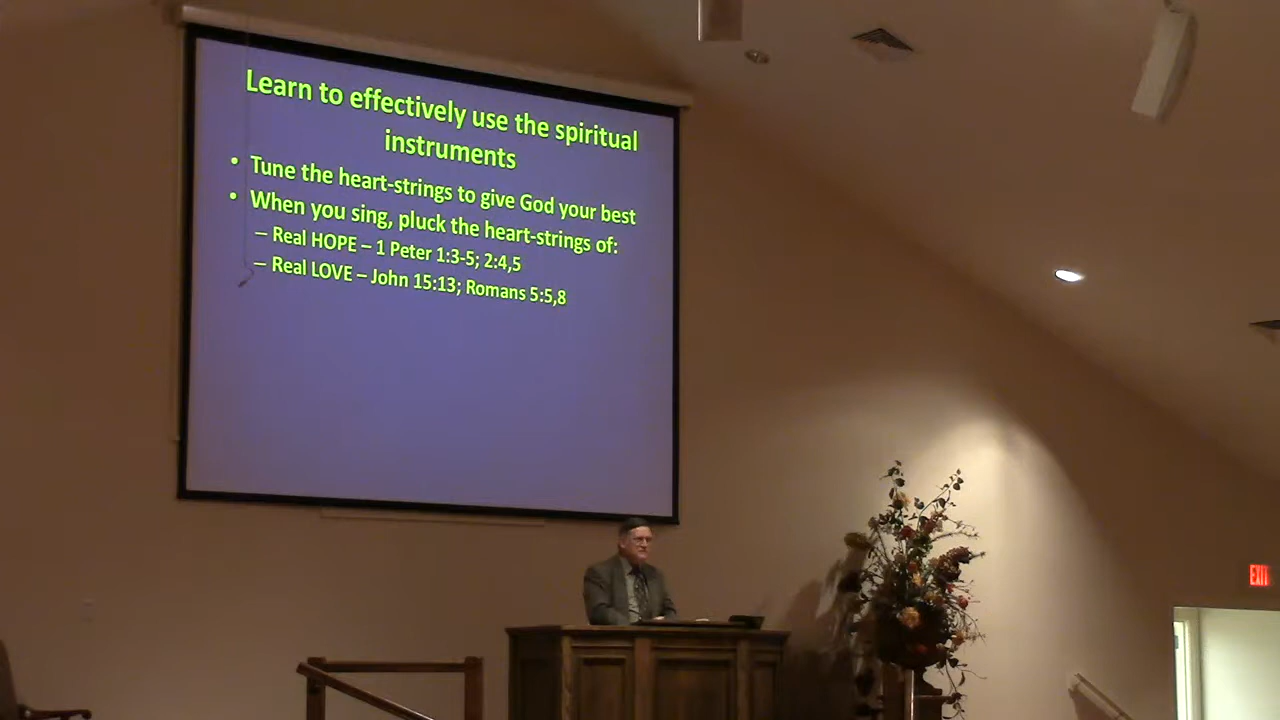 Learn to effectively use the spiritual
instruments
• Tune the heart-strings to give God your best
• When you sing, pluck the heart-strings of:
– Real HOPE – 1 Peter 1:3-5; 2:4,5
– Real LOVE – John 15:13; Romans 5:5,8
EXIT